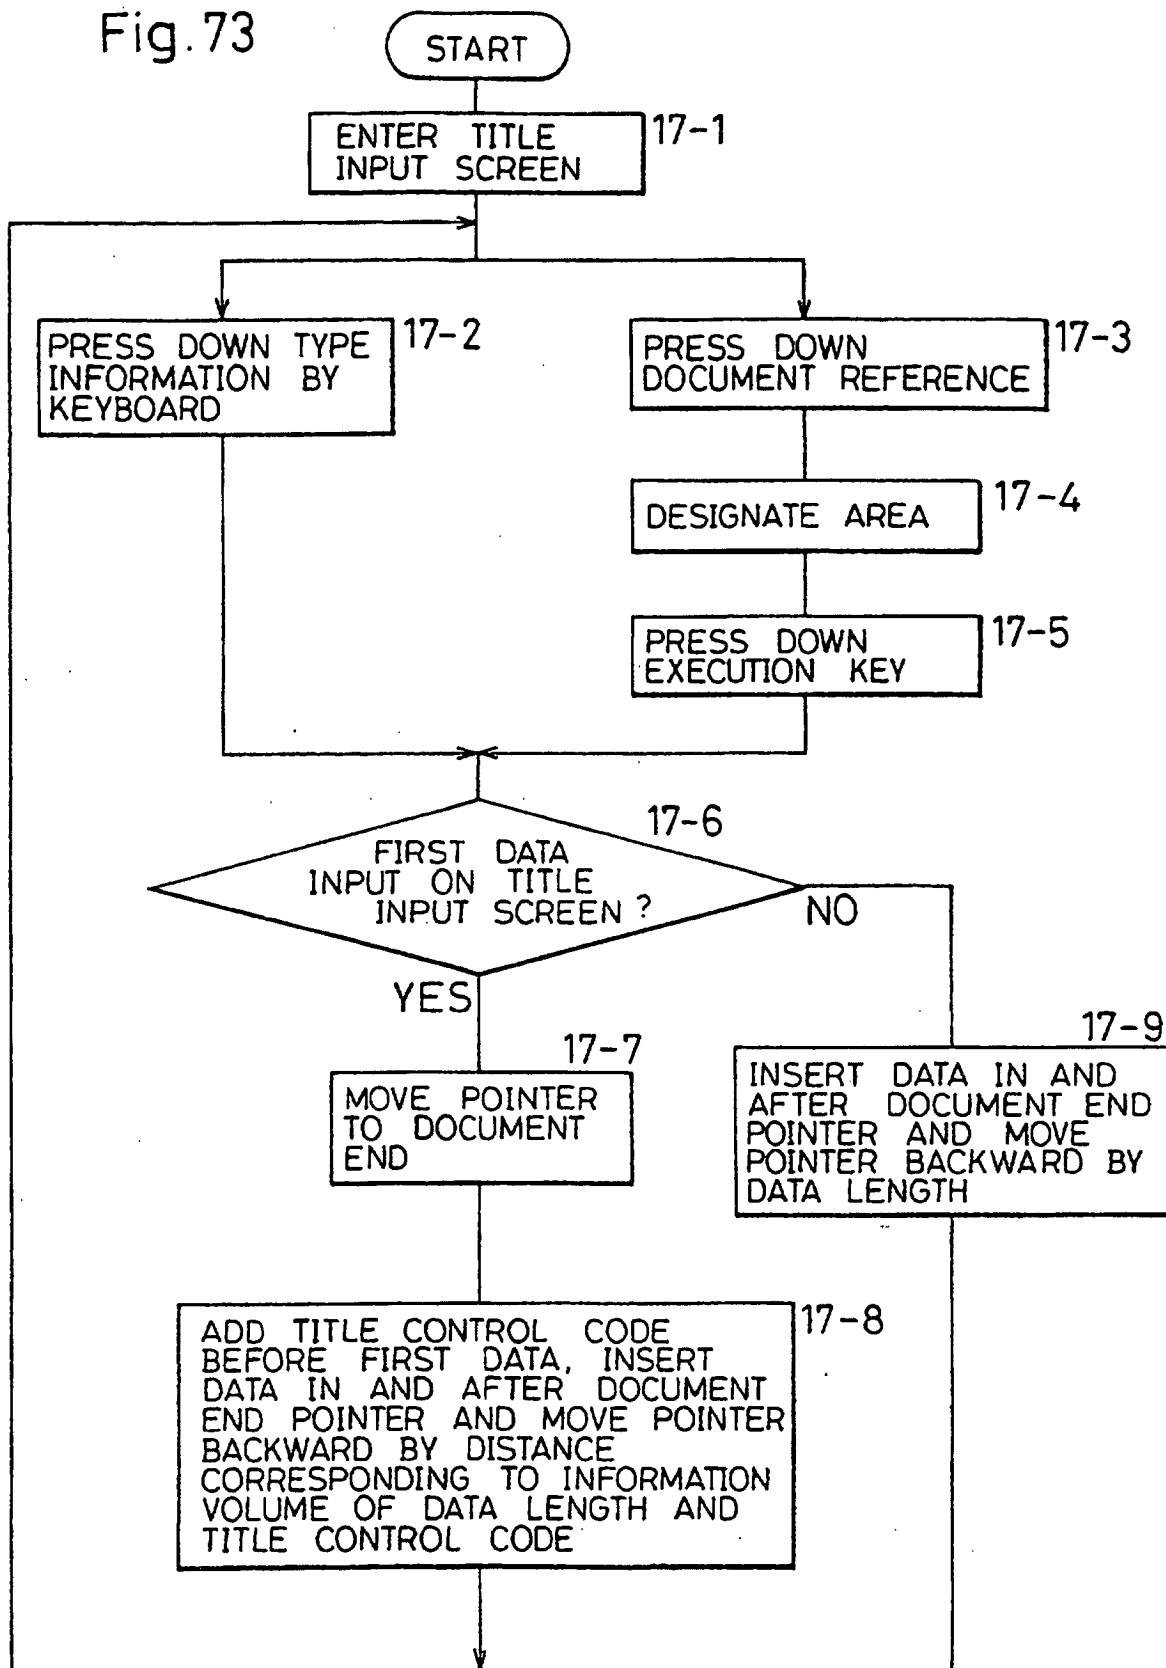 Fig.73
START
17-1
ENTER TITLE
INPUT SCREEN
17-2
PRESS DOWN TYPE
INFORMATION BY
KEYBOARD
17-3
PRESS DOWN
DOCUMENT REFERENCE
17-4
DESIGNATE AREA
17-5
PRESS DOWN
EXECUTION KEY
17-6
FIRST DATA
INPUT ON TITLE
INPUT SCREEN ?
NO
YES
17-7
MOVE POINTER
TO DOCUMENT
END
17-9
INSERT DATA IN AND
AFTER DOCUMENT END
POINTER AND MOVE
POINTER BACKWARD BY
DATA LENGTH
17-8
ADD TITLE CONTROL CODE
BEFORE FIRST DATA, INSERT
DATA IN AND AFTER DOCUMENT
END POINTER AND MOVE POINTER
BACKWARD BY DISTANCE
CORRESPONDING TO INFORMATION
VOLUME OF DATA LENGTH AND
TITLE CONTROL CODE